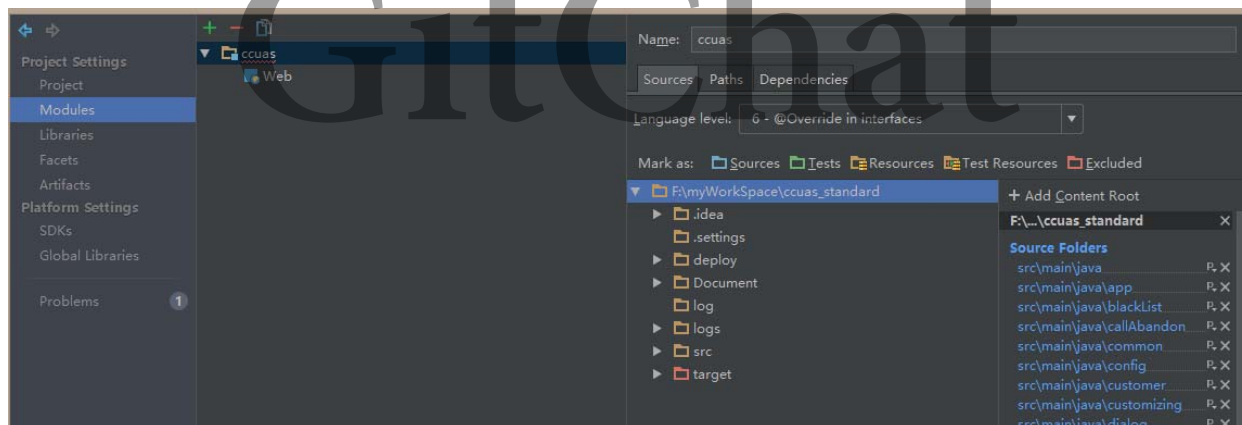 GitChat
Project Settings
Project
Modules
Libraries
Facets
Artifacts
Platform Settings
SDKs
Global Libraries
Problems 1
ccuas
Web
Name: ccuas
Sources Paths Dependencies
Language level: 6 - @Override in interfaces
Mark as: Sources Tests Resources Test Resources Excluded
F:\myWorkSpace\ccuas_standard
.idea
.settings
deploy
Document
log
logs
src
target
+ Add Content Root
F:\...\ccuas_standard
Source Folders
src\main\java
src\main\java\app
src\main\java\blackList
src\main\java\callAbandon
src\main\java\common
src\main\java\config
src\main\java\customer
src\main\java\customizing
src\main\java\dialog